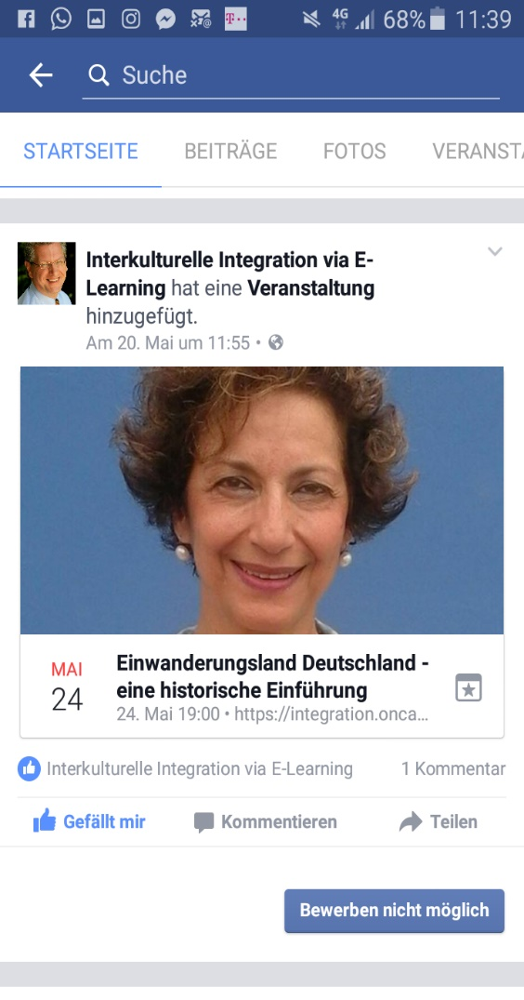 4G 68% 11:39
Suche
STARTSEITE BEITRÄGE FOTOS VERANSTA
Interkulturelle Integration via E-
Learning hat eine Veranstaltung
hinzugefügt.
Am 20. Mai um 11:55 •
MAI
24
Einwanderungsland Deutschland -
eine historische Einführung
24. Mai 19:00 • https://integration.onca...
Interkulturelle Integration via E-Learning 1 Kommentar
Gefällt mir Kommentieren Teilen
Bewerben nicht möglich